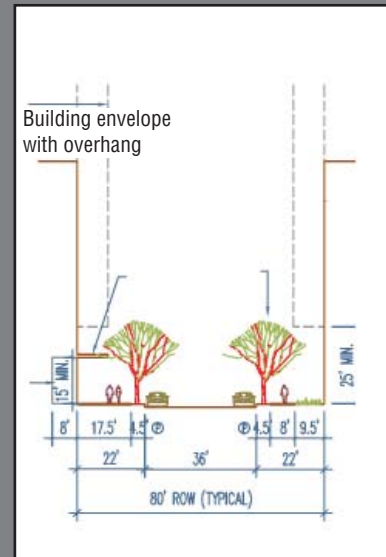 Building envelope
with overhang
15' MIN.
25' MIN.
8' 17.5' 4.5' Ⓟ Ⓟ 4.5' 8' 9.5'
22' 36' 22'
80' ROW (TYPICAL)